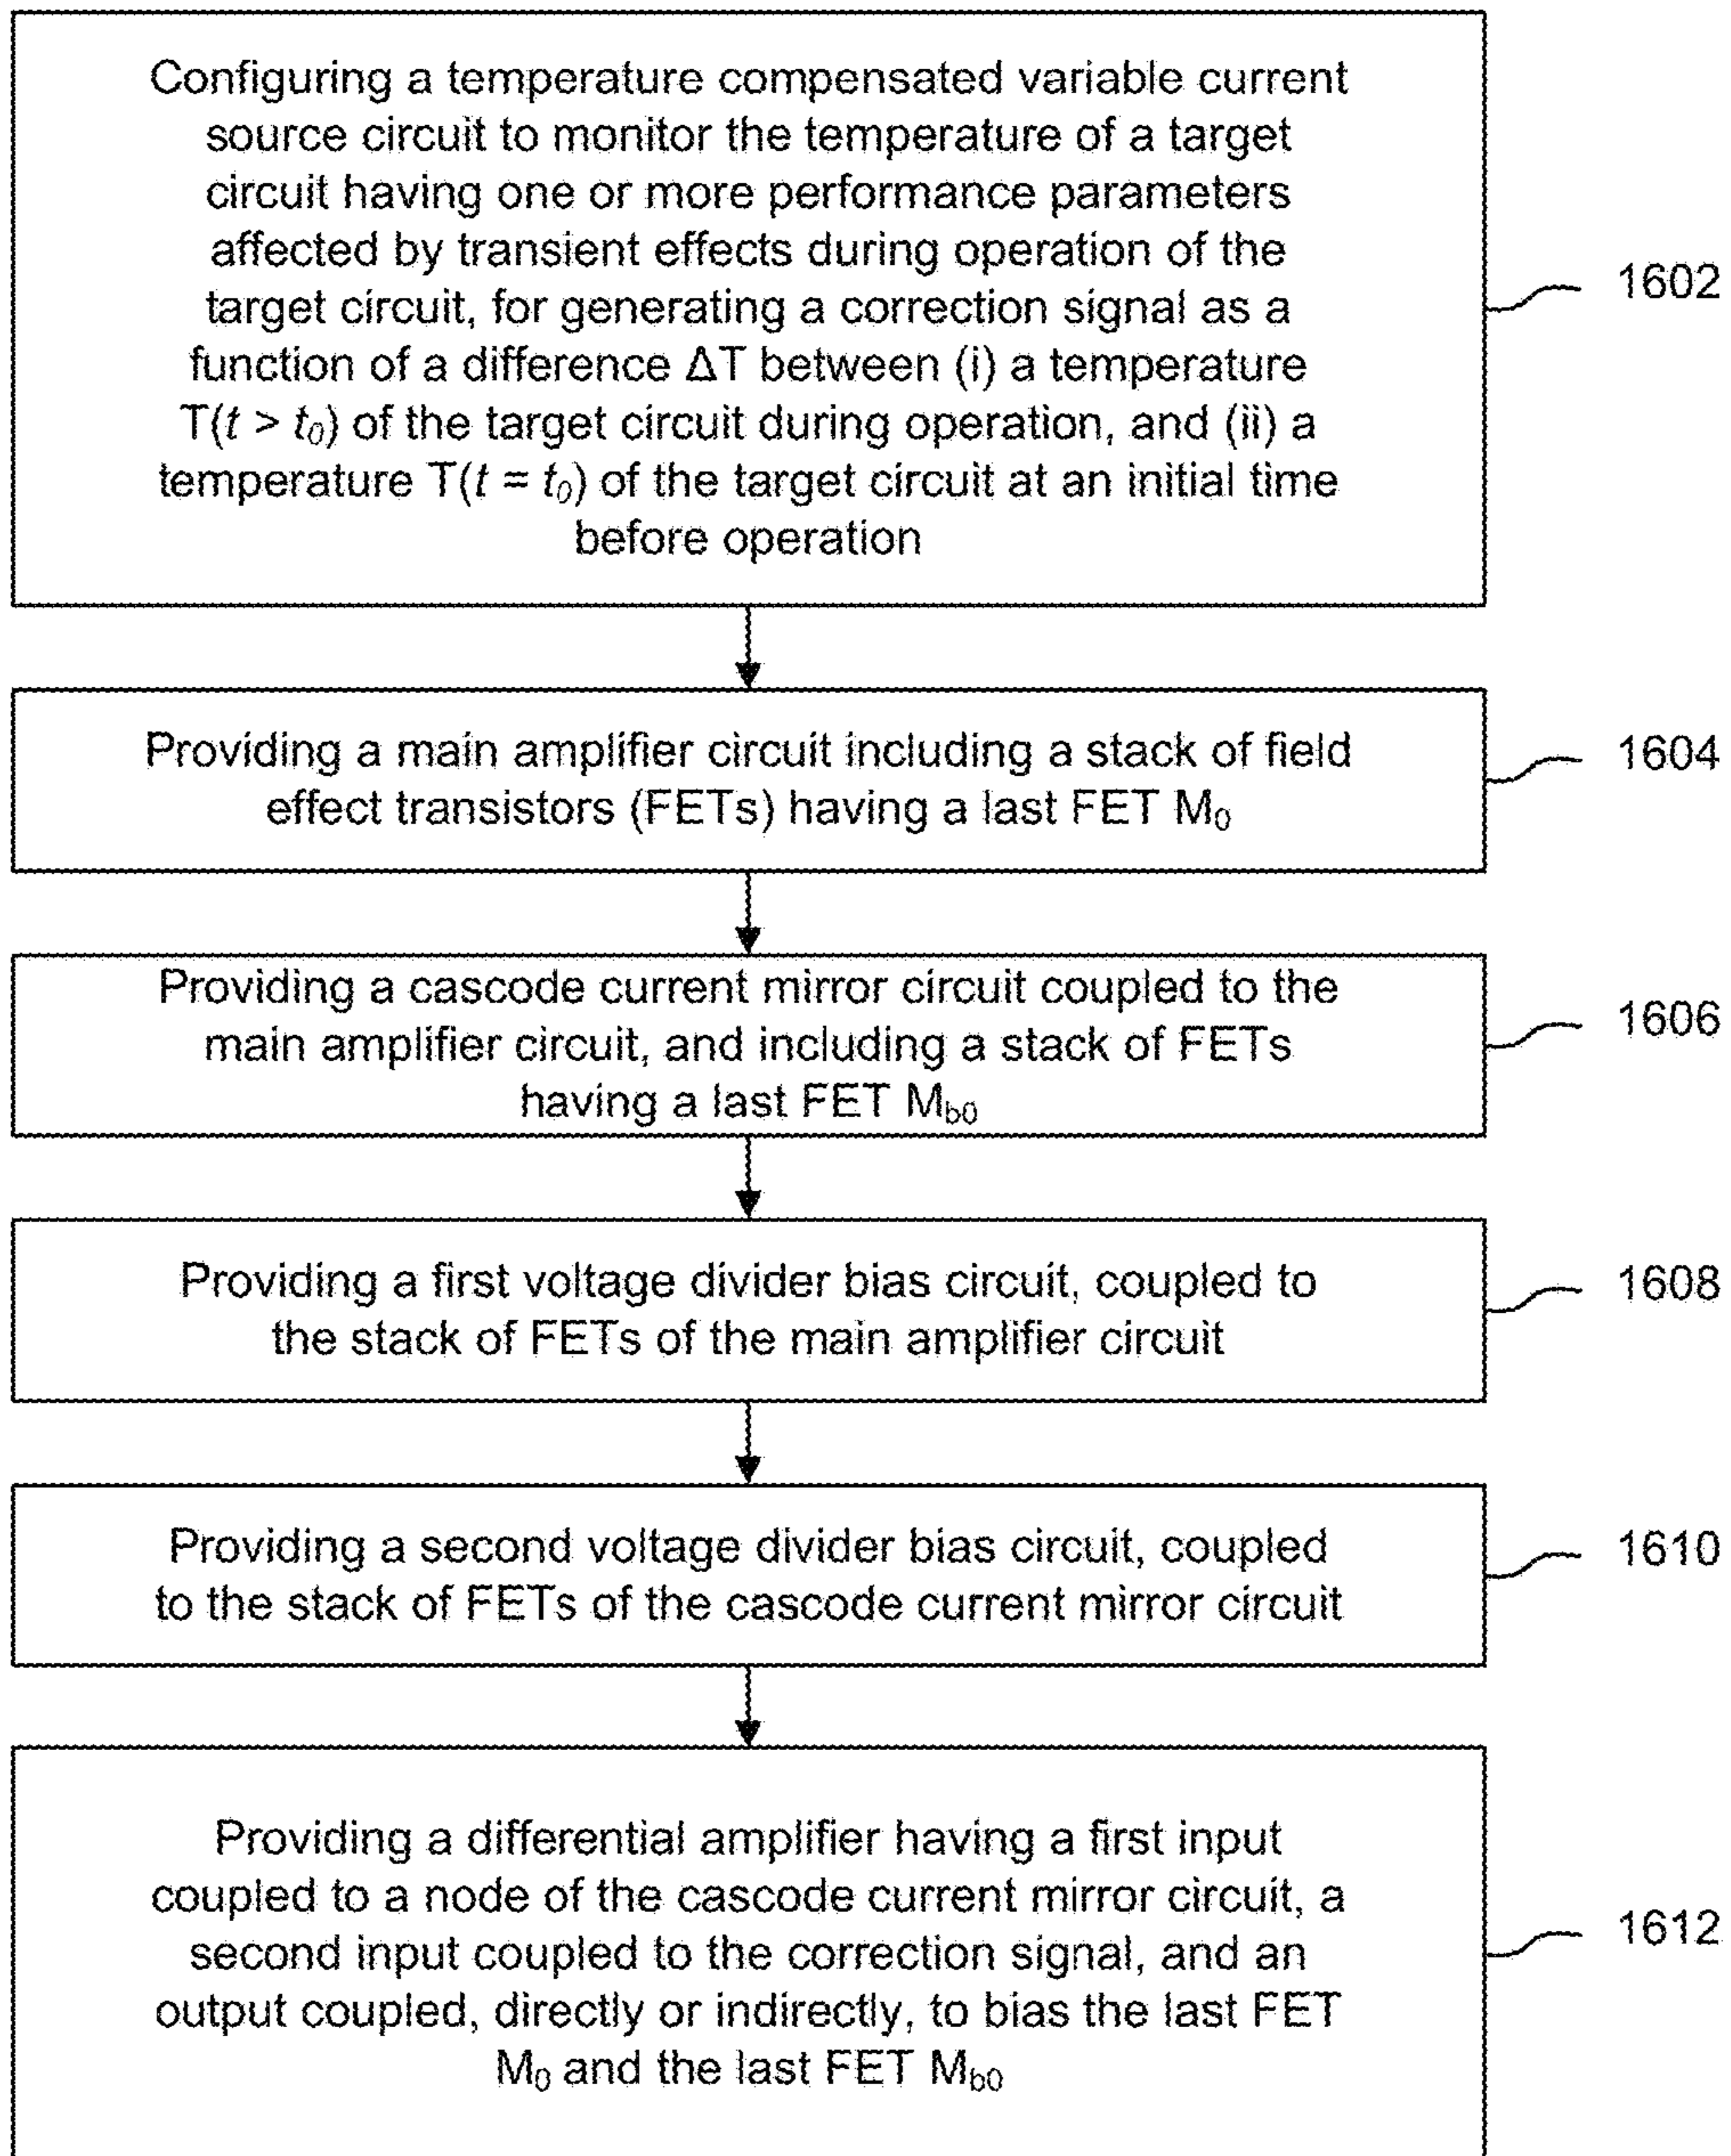 Configuring a temperature compensated variable current
source circuit to monitor the temperature of a target
circuit having one or more performance parameters
affected by transient effects during operation of the
target circuit, for generating a correction signal as a
function of a difference ΔT between (i) a temperature
T(t > t₀) of the target circuit during operation, and (ii) a
temperature T(t = t₀) of the target circuit at an initial time
before operation
1602
Providing a main amplifier circuit including a stack of field
effect transistors (FETs) having a last FET M₀
1604
Providing a cascode current mirror circuit coupled to the
main amplifier circuit, and including a stack of FETs
having a last FET M_b0
1606
Providing a first voltage divider bias circuit, coupled to
the stack of FETs of the main amplifier circuit
1608
Providing a second voltage divider bias circuit, coupled
to the stack of FETs of the cascode current mirror circuit
1610
Providing a differential amplifier having a first input
coupled to a node of the cascode current mirror circuit, a
second input coupled to the correction signal, and an
output coupled, directly or indirectly, to bias the last FET
M₀ and the last FET M_b0
1612